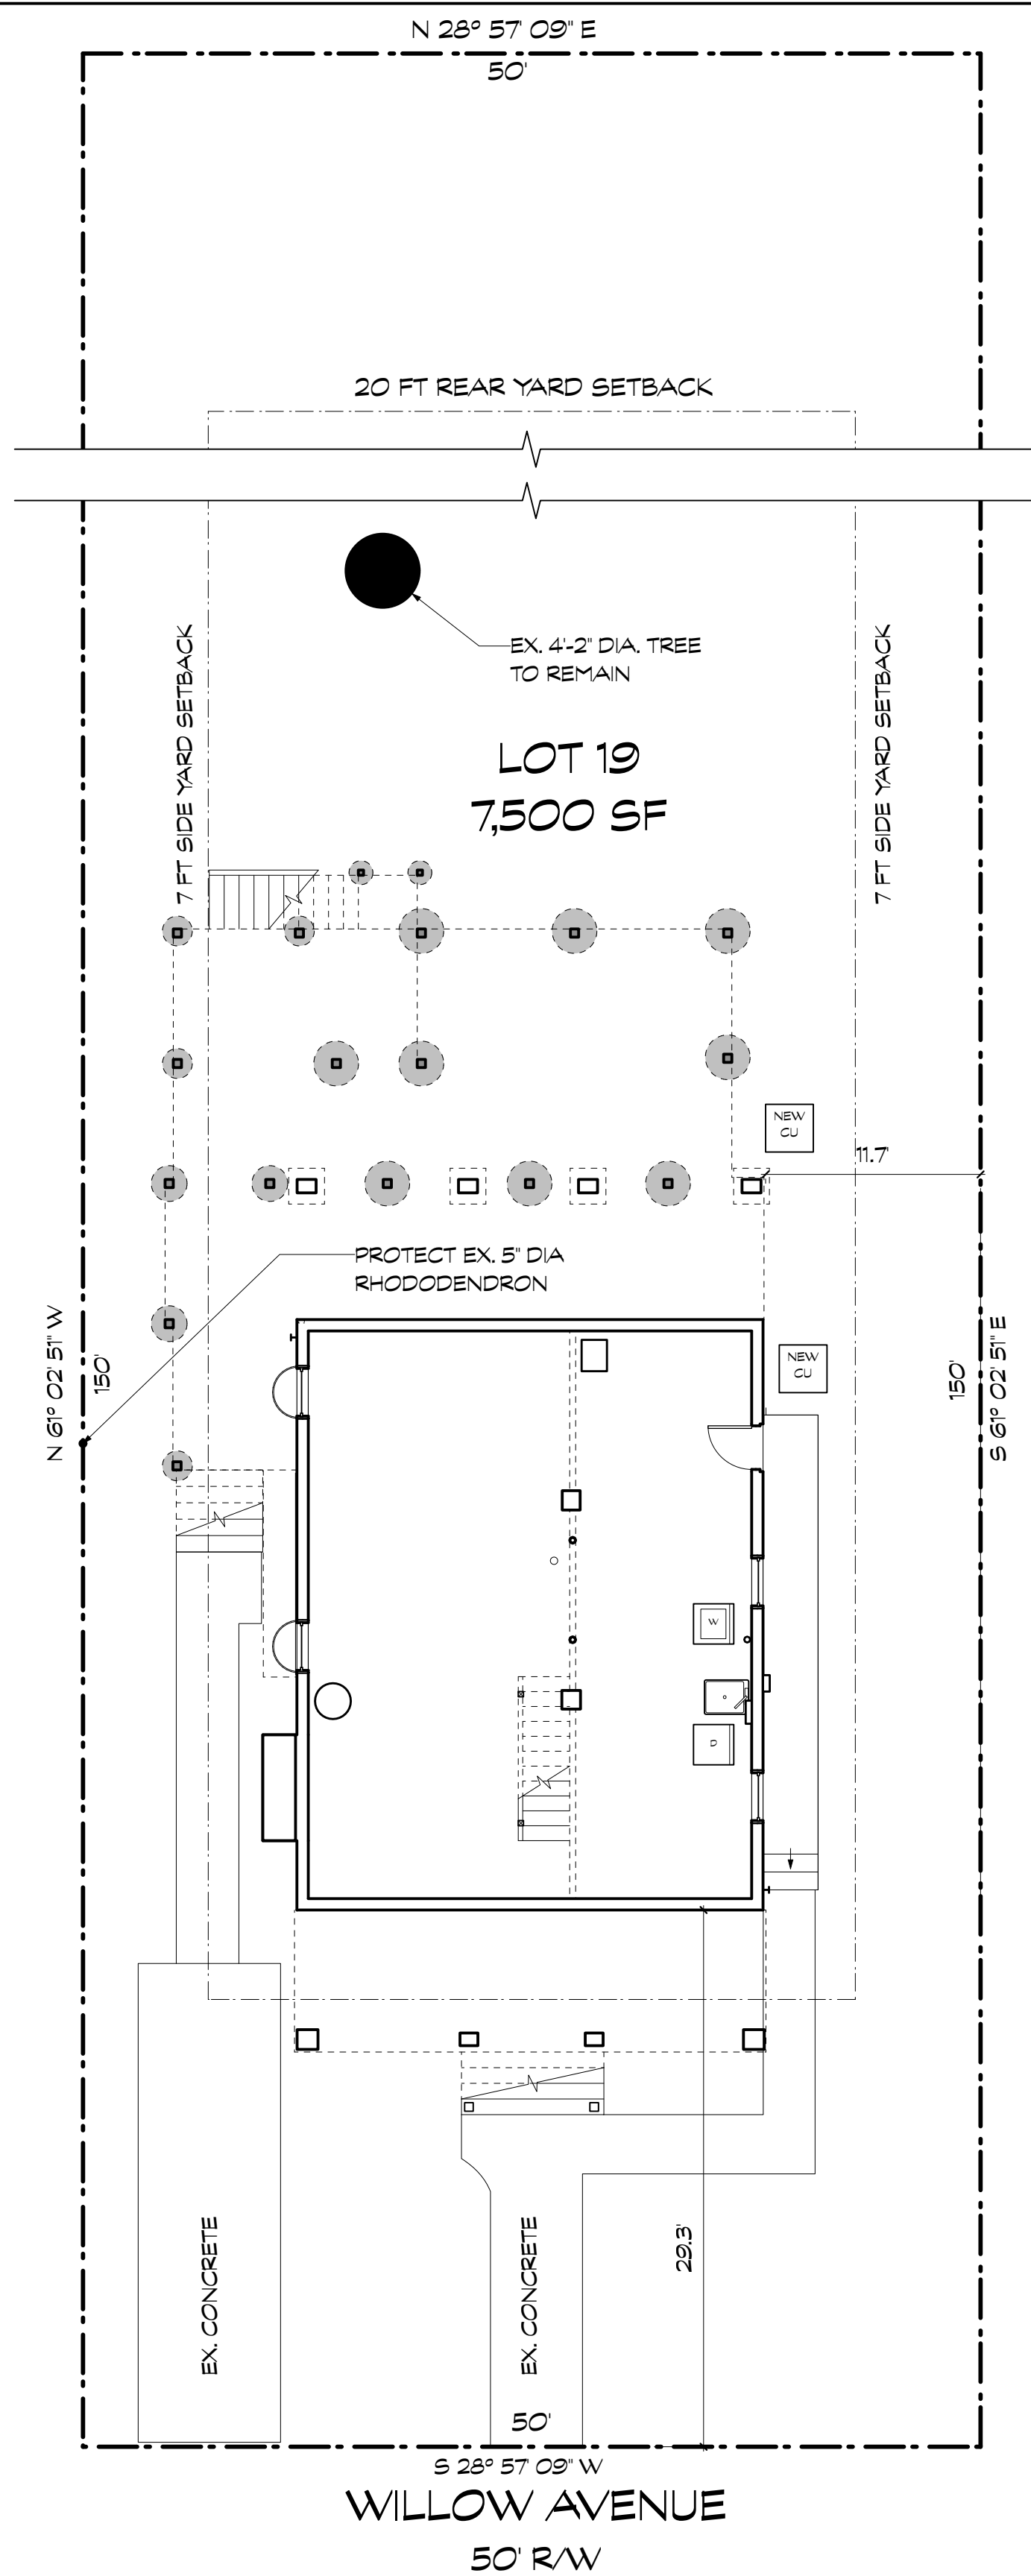 N 28° 57' 09" E
50'
20 FT REAR YARD SETBACK
EX. 4'-2" DIA. TREE
TO REMAIN
7 FT SIDE YARD SETBACK
7 FT SIDE YARD SETBACK
LOT 19
7,500 SF
NEW
CU
11.7'
PROTECT EX. 5" DIA
RHODODENDRON
N 61° 02' 51" W
150'
NEW
CU
150'
S 61° 02' 51" E
W
D
EX. CONCRETE
EX. CONCRETE
29.3'
50'
S 28° 57' 09" W
WILLOW AVENUE
50' R/W